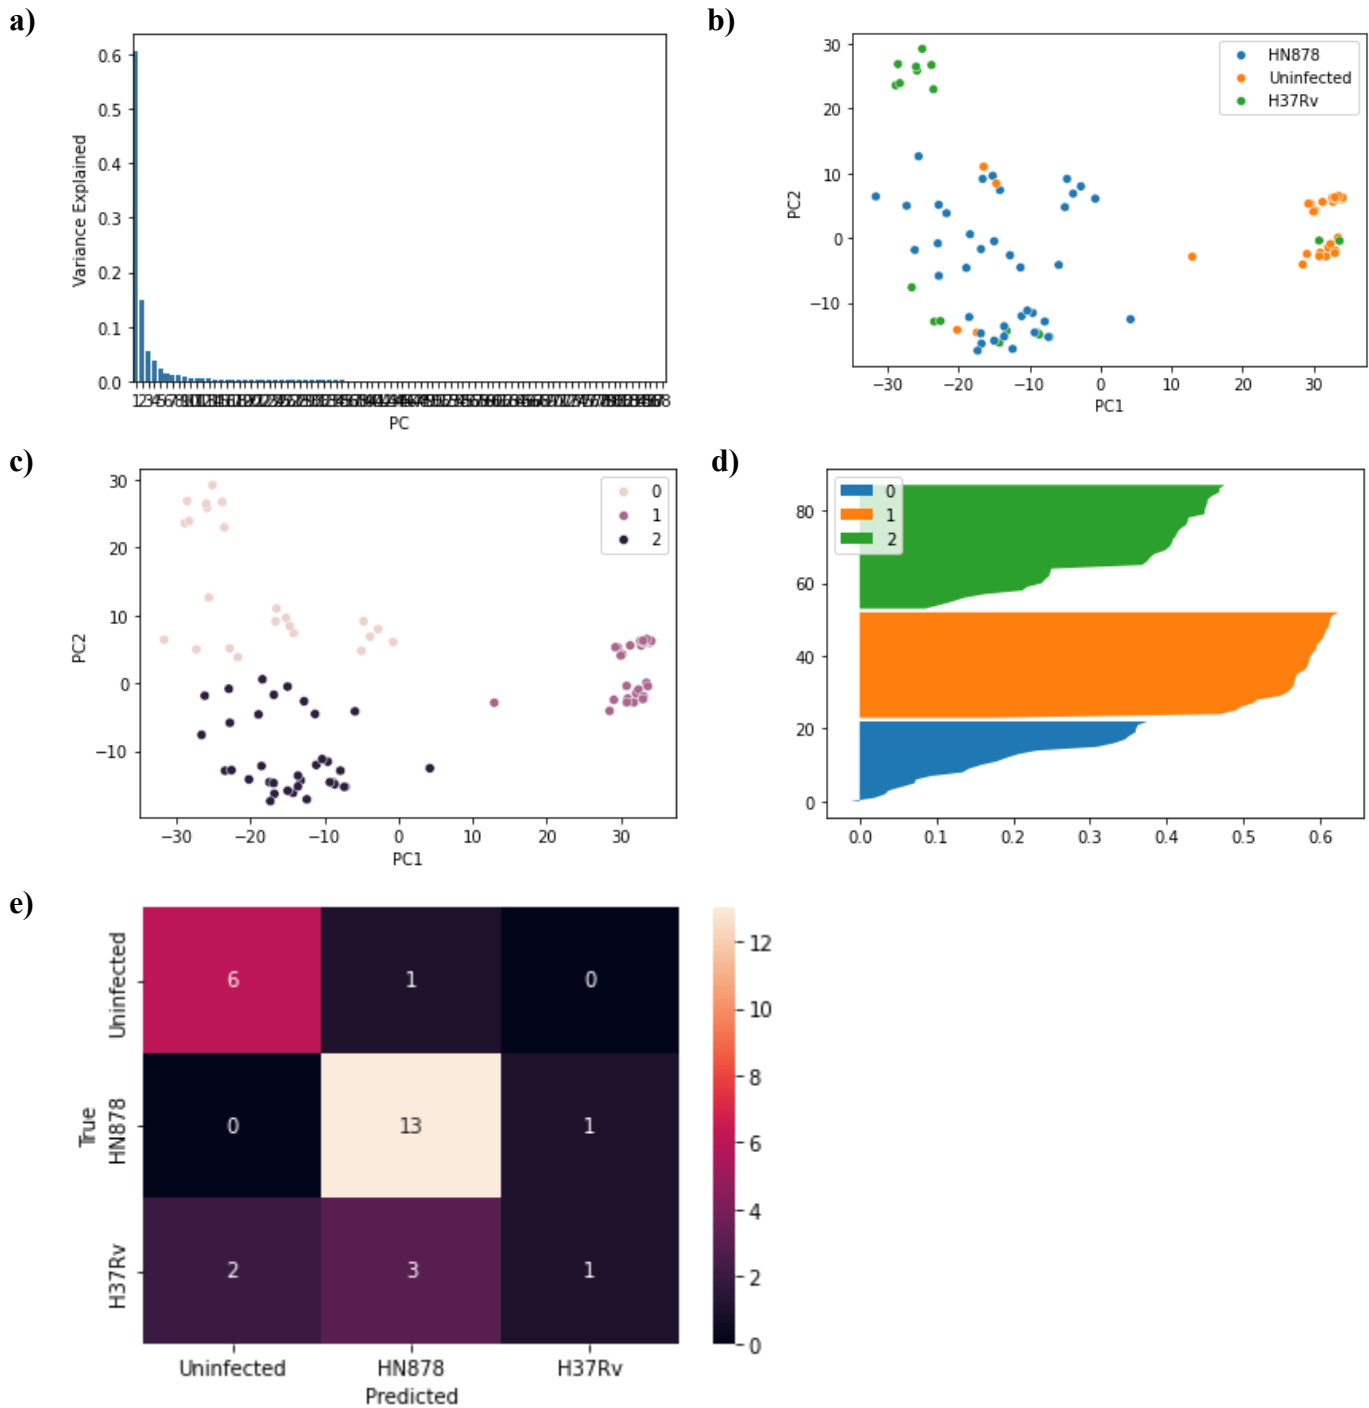 a)
0.6
0.5
0.4
0.3
0.2
0.1
0.0
Variance Explained
PC
b)
30
20
10
0
−10
PC2
HN878
Uninfected
H37Rv
−30 −20 −10 0 10 20 30
PC1
c)
30
20
10
0
−10
PC2
0
1
2
−30 −20 −10 0 10 20 30
PC1
d)
0
1
2
80
60
40
20
0
0.0 0.1 0.2 0.3 0.4 0.5 0.6
e)
True
Uninfected
HN878
H37Rv
6 1 0
0 13 1
2 3 1
Uninfected HN878 H37Rv
Predicted
12
10
8
6
4
2
0